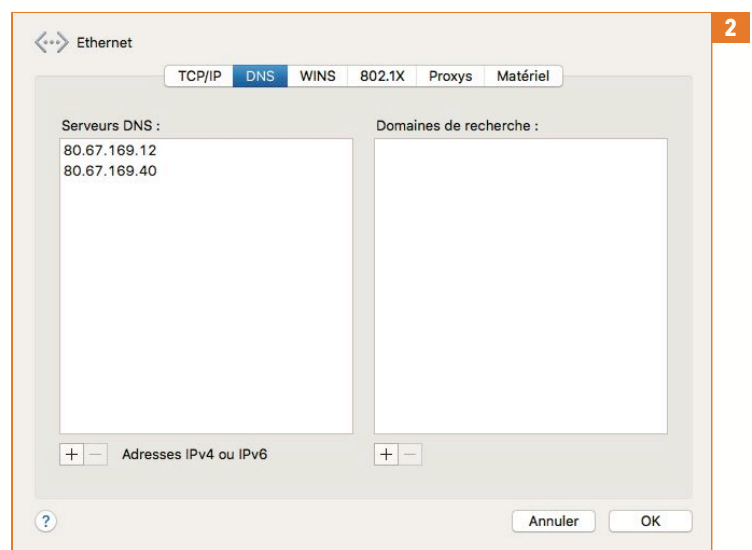 2
Ethernet
TCP/IP DNS WINS 802.1X Proxys Matériel
Serveurs DNS :
80.67.169.12
80.67.169.40
Domaines de recherche :
+ − Adresses IPv4 ou IPv6
+ −
? Annuler OK